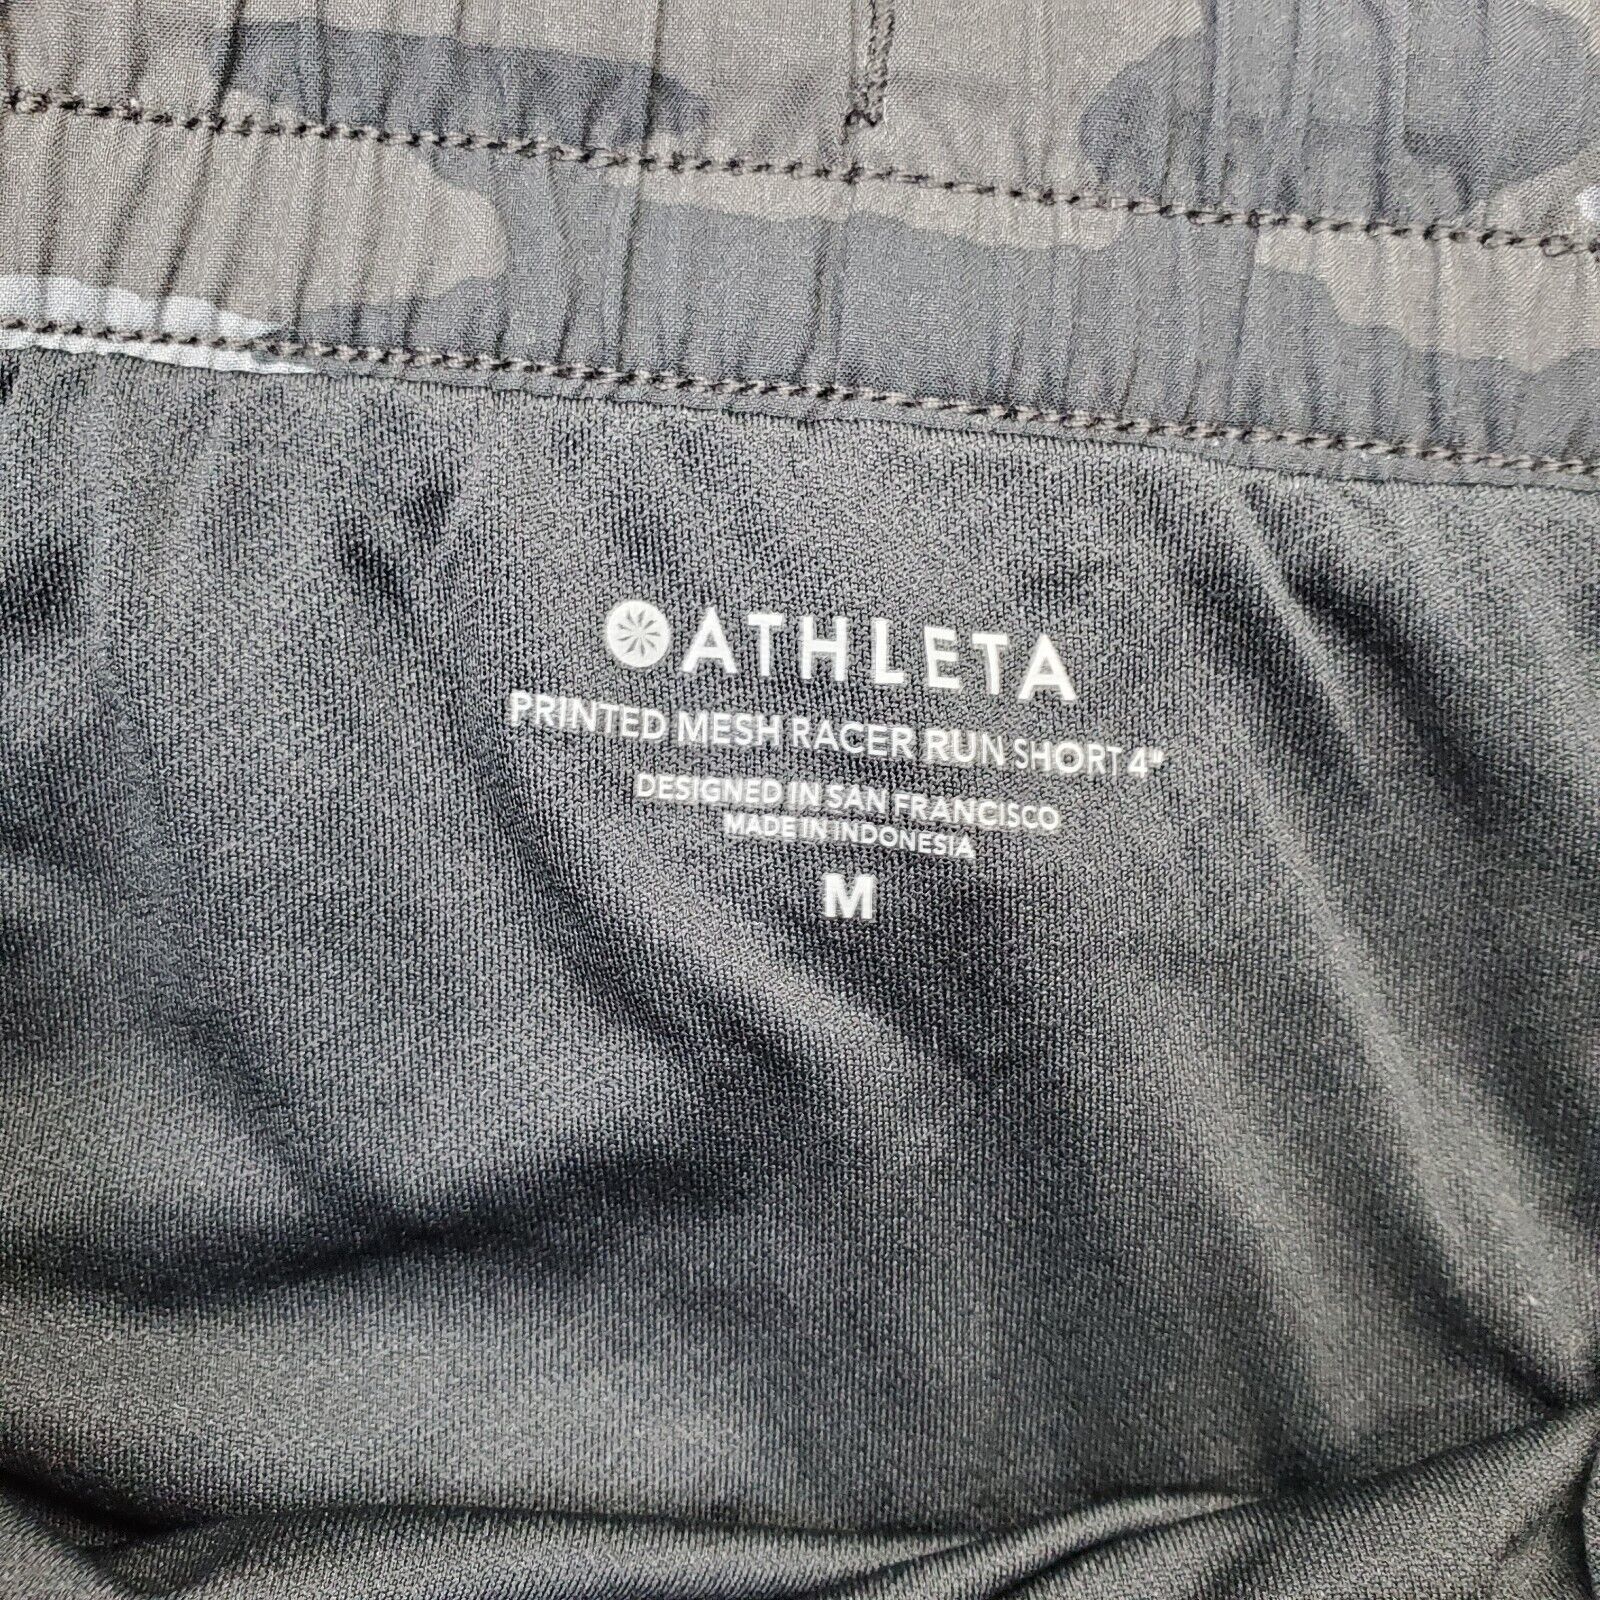 ATHLETA
PRINTED MESH RACER RUN SHORT 4"
DESIGNED IN SAN FRANCISCO
MADE IN INDONESIA
M